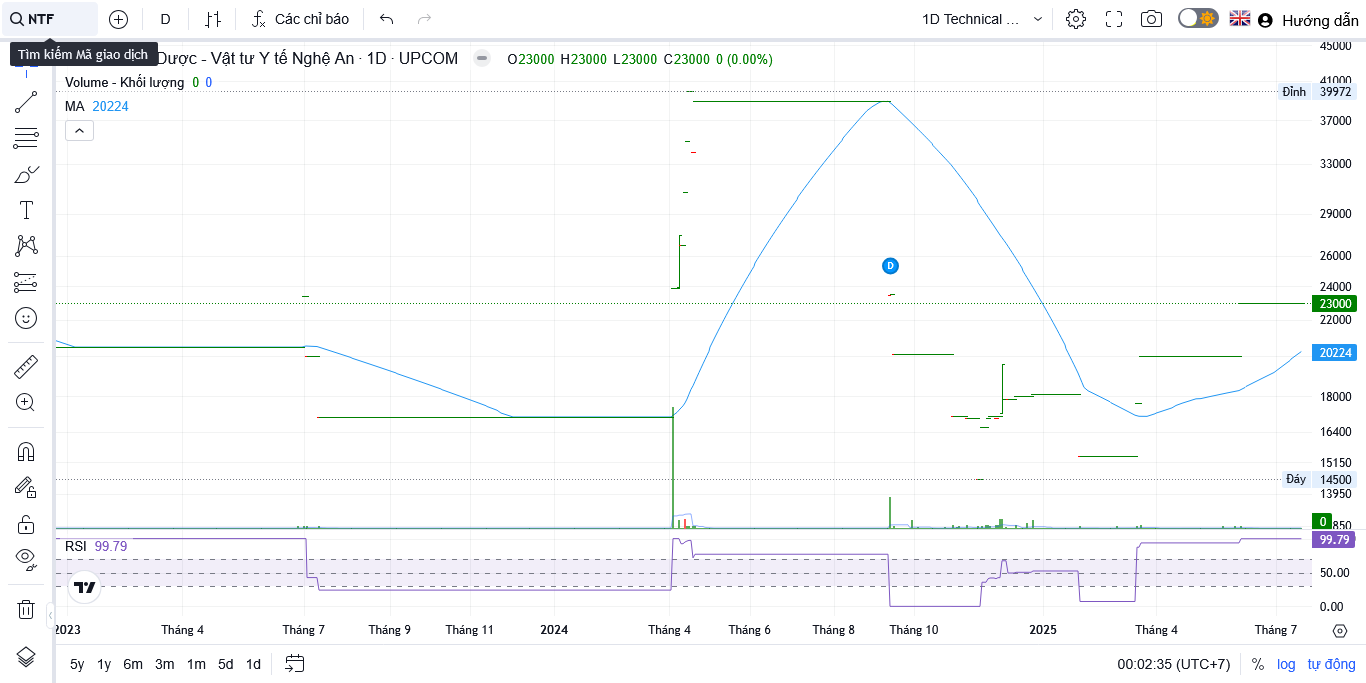 NTF
D
Các chỉ báo
1D Technical ...
Hướng dẫn
Tìm kiếm Mã giao dịch
Dược - Vật tư Y tế Nghệ An · 1D · UPCOM
O23000 H23000 L23000 C23000 0 (0.00%)
Volume - Khối lượng 0 0
MA 20224
45000
41000
Đỉnh 39972
37000
33000
29000
26000
24000
23000
22000
20224
18000
16400
15150
Đáy 14500
13950
0
850
D
RSI 99.79
99.79
50.00
0.00
2023 Tháng 4 Tháng 7 Tháng 9 Tháng 11 2024 Tháng 4 Tháng 6 Tháng 8 Tháng 10 2025 Tháng 4 Tháng 7
5y 1y 6m 3m 1m 5d 1d
00:02:35 (UTC+7) % log tự động